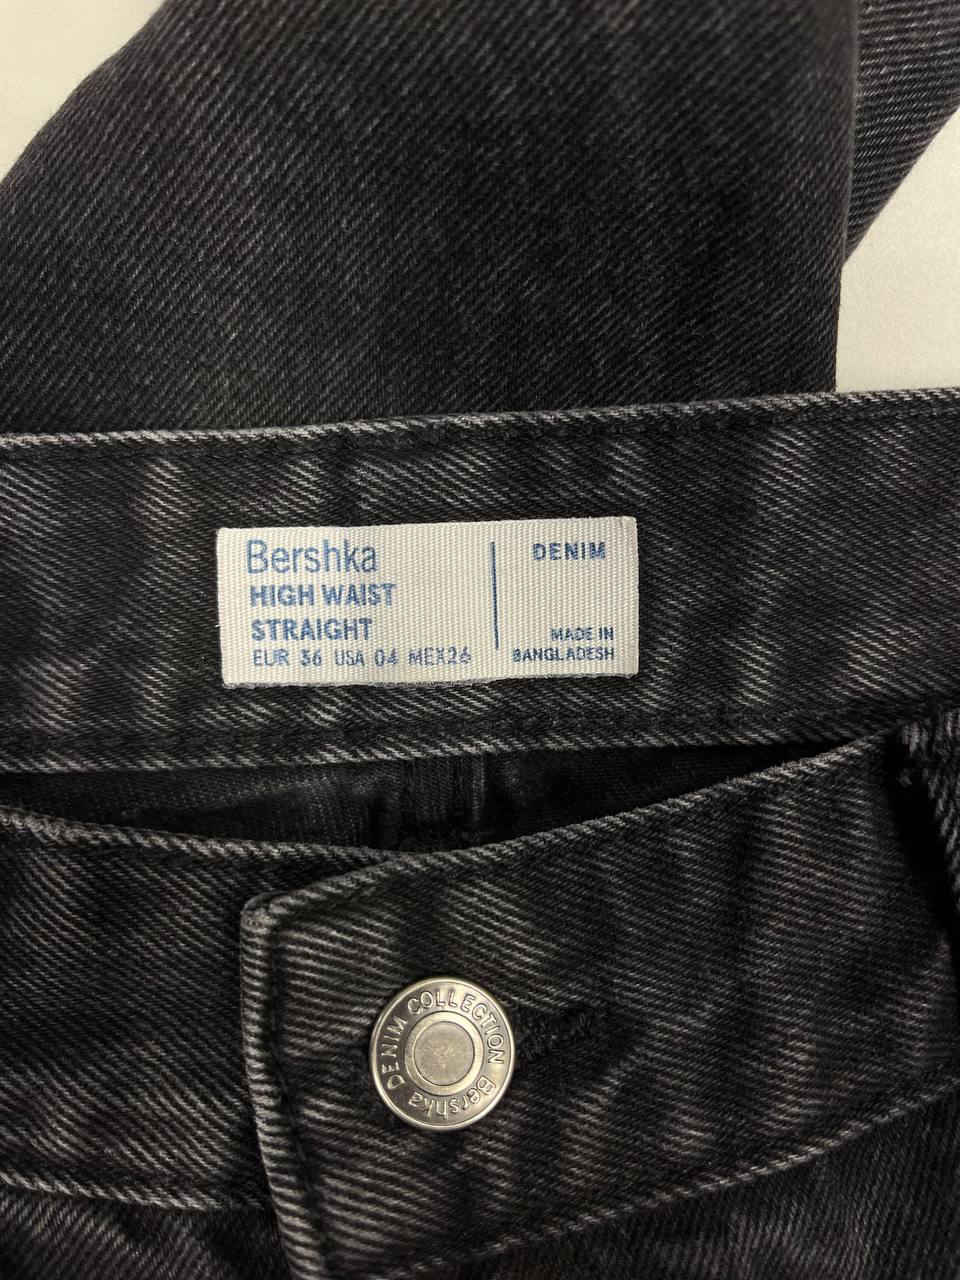 Bershka
HIGH WAIST
STRAIGHT
EUR 36 USA 04 MEX26
DENIM
MADE IN
BANGLADESH
DENIM COLLECTION Bershka